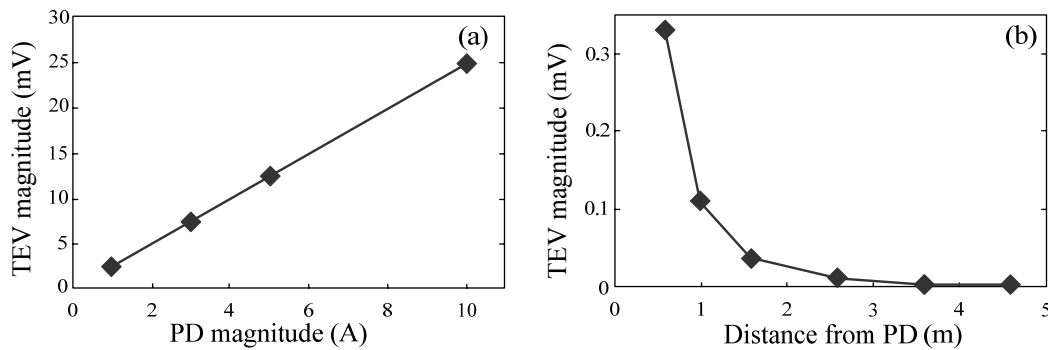 (a)
TEV magnitude (mV)
30
25
20
15
10
5
0
0 2 4 6 8 10
PD magnitude (A)
(b)
TEV magnitude (mV)
0.3
0.2
0.1
0
0 1 2 3 4 5
Distance from PD (m)